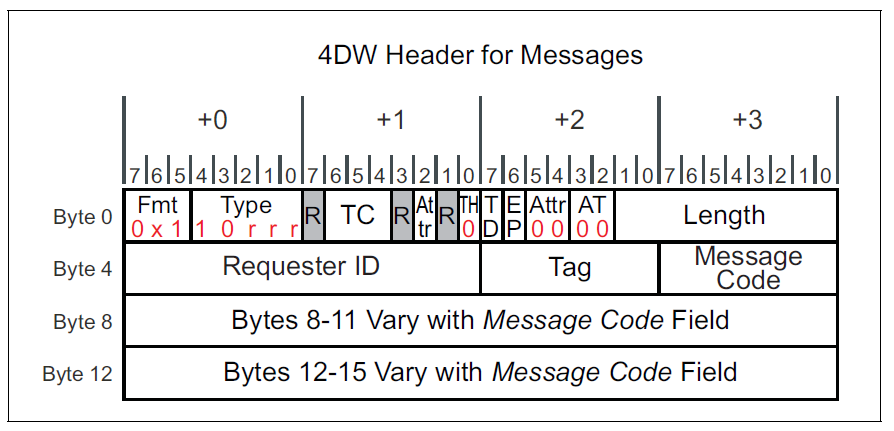 4DW Header for Messages
+0 +1 +2 +3
7 6 5 4 3 2 1 0 7 6 5 4 3 2 1 0 7 6 5 4 3 2 1 0 7 6 5 4 3 2 1 0
Byte 0 Fmt Type R TC R At R TH T E Attr AT Length
0 x 1 1 0 r r r tr 0 D P 0 0 0 0
Byte 4 Requester ID Tag Message
Code
Byte 8 Bytes 8-11 Vary with Message Code Field
Byte 12 Bytes 12-15 Vary with Message Code Field